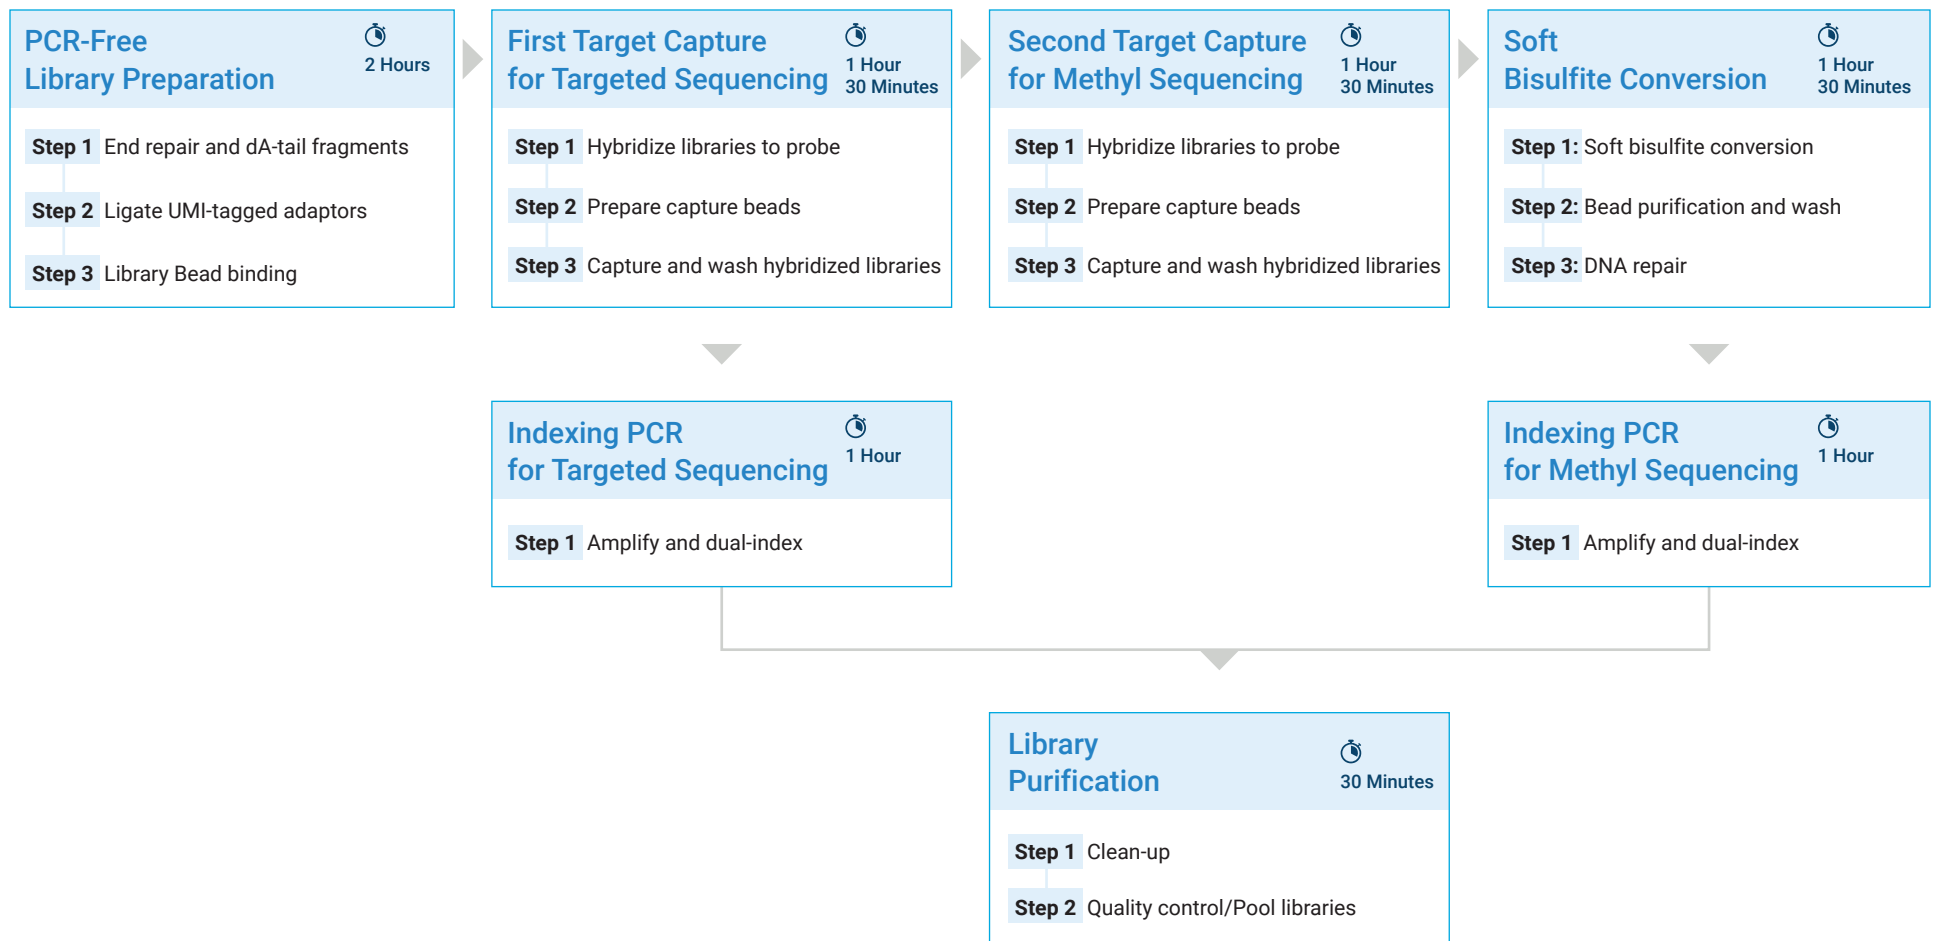 PCR-Free
Library Preparation
2 Hours
Step 1 End repair and dA-tail fragments
Step 2 Ligate UMI-tagged adaptors
Step 3 Library Bead binding
First Target Capture
for Targeted Sequencing
1 Hour
30 Minutes
Step 1 Hybridize libraries to probe
Step 2 Prepare capture beads
Step 3 Capture and wash hybridized libraries
Second Target Capture
for Methyl Sequencing
1 Hour
30 Minutes
Step 1 Hybridize libraries to probe
Step 2 Prepare capture beads
Step 3 Capture and wash hybridized libraries
Soft
Bisulfite Conversion
1 Hour
30 Minutes
Step 1: Soft bisulfite conversion
Step 2: Bead purification and wash
Step 3: DNA repair
Indexing PCR
for Targeted Sequencing
1 Hour
Step 1 Amplify and dual-index
Indexing PCR
for Methyl Sequencing
1 Hour
Step 1 Amplify and dual-index
Library
Purification
30 Minutes
Step 1 Clean-up
Step 2 Quality control/Pool libraries